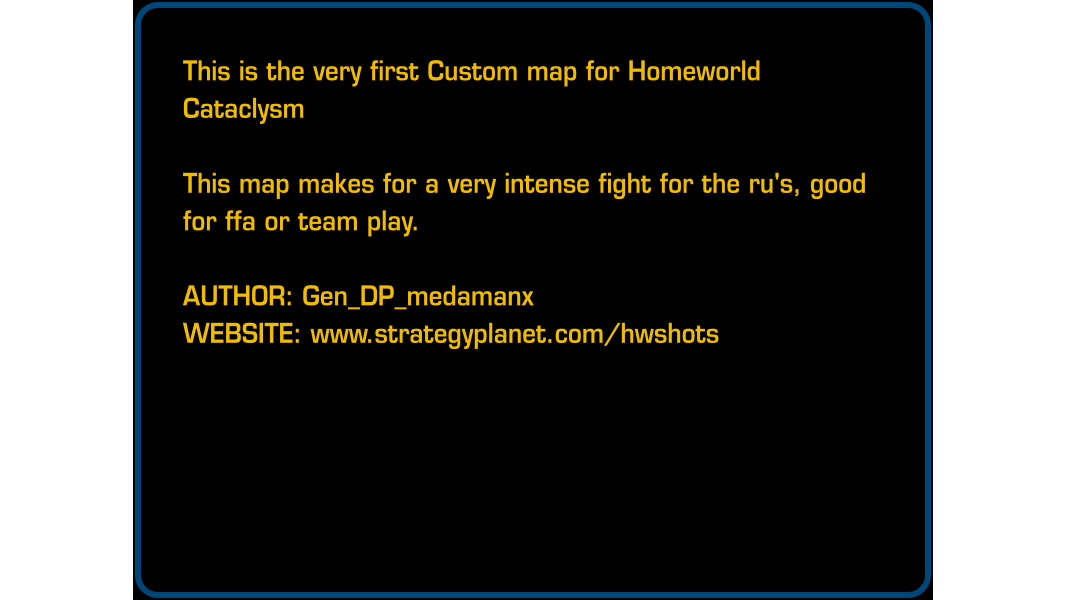 This is the very first Custom map for Homeworld
Cataclysm
This map makes for a very intense fight for the ru's, good
for ffa or team play.
AUTHOR: Gen_DP_medamanx
WEBSITE: www.strategyplanet.com/hwshots